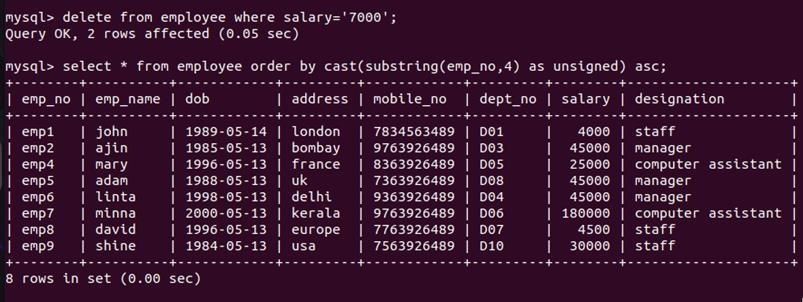 mysql> delete from employee where salary='7000';
Query OK, 2 rows affected (0.05 sec)

mysql> select * from employee order by cast(substring(emp_no,4) as unsigned) asc;
+--------+----------+------------+---------+------------+---------+--------+--------------------+
| emp_no | emp_name | dob        | address | mobile_no  | dept_no | salary | designation        |
+--------+----------+------------+---------+------------+---------+--------+--------------------+
| emp1   | john     | 1989-05-14 | london  | 7834563489 | D01     |   4000 | staff              |
| emp2   | ajin     | 1985-05-13 | bombay  | 9763926489 | D03     |  45000 | manager            |
| emp4   | mary     | 1996-05-13 | france  | 8363926489 | D05     |  25000 | computer assistant |
| emp5   | adam     | 1988-05-13 | uk      | 7363926489 | D08     |  45000 | manager            |
| emp6   | linta    | 1998-05-13 | delhi   | 9363926489 | D04     |  45000 | manager            |
| emp7   | minna    | 2000-05-13 | kerala  | 9763926489 | D06     | 180000 | computer assistant |
| emp8   | david    | 1996-05-13 | europe  | 7763926489 | D07     |   4500 | staff              |
| emp9   | shine    | 1984-05-13 | usa     | 7563926489 | D10     |  30000 | staff              |
+--------+----------+------------+---------+------------+---------+--------+--------------------+
8 rows in set (0.00 sec)